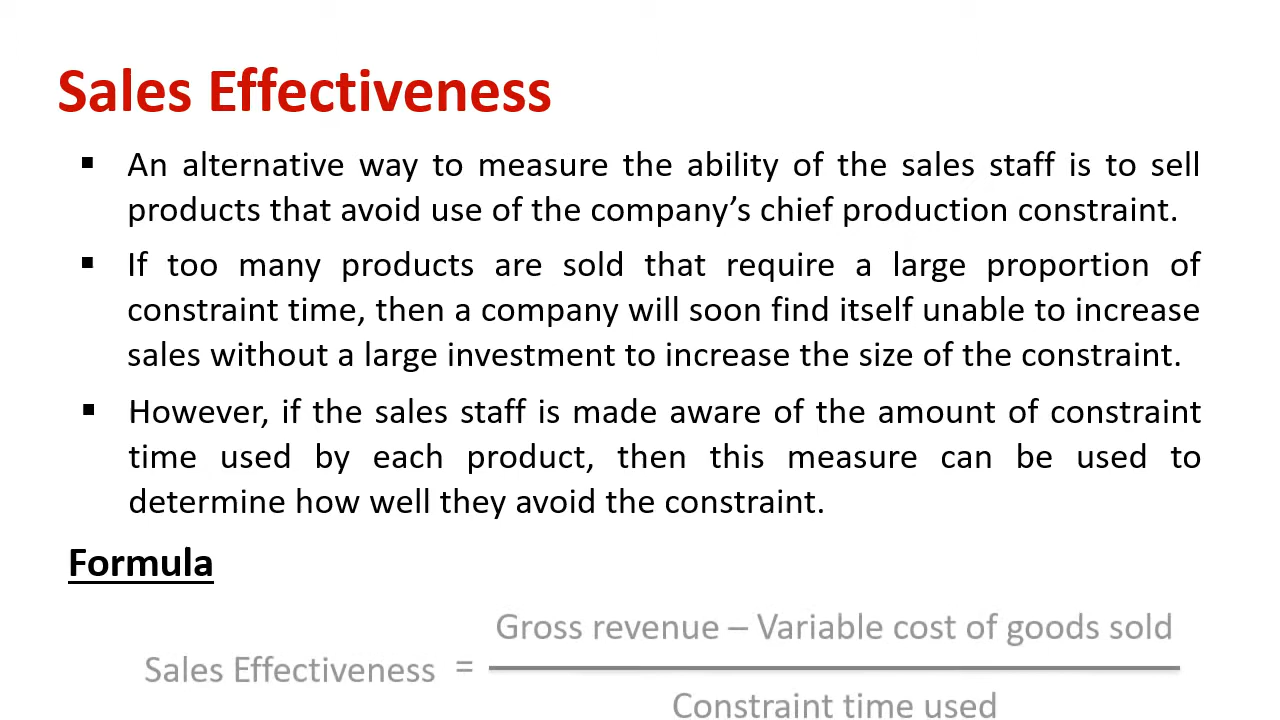 Sales Effectiveness
▪ An alternative way to measure the ability of the sales staff is to sell
products that avoid use of the company’s chief production constraint.
▪ If too many products are sold that require a large proportion of
constraint time, then a company will soon find itself unable to increase
sales without a large investment to increase the size of the constraint.
▪ However, if the sales staff is made aware of the amount of constraint
time used by each product, then this measure can be used to
determine how well they avoid the constraint.
Formula
Gross revenue – Variable cost of goods sold
Sales Effectiveness =
Constraint time used